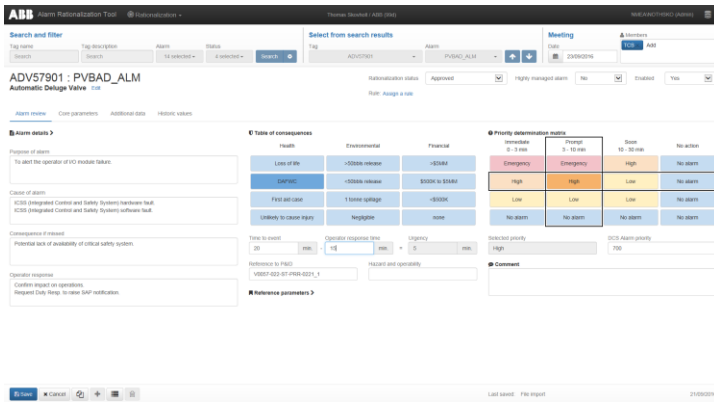 ABB Alarm Rationalization Tool Rationalization Thomas Stowhill / ABB (Kbb) (Admin)
Search and filter Select from search results Meeting Members
Tag name Tag description Alarm Status Tag Alarm Date TCS Add
Search Search 14 selected 4 selected Search ADV57901 PVBAD_ALM 23/09/2016
ADV57901 : PVBAD_ALM
Automatic Deluge Valve Edit
Rationalization status Approved Highly managed alarm No Enabled Yes
Role: Assign a role
Alarm review Core parameters Additional data Historic values
Alarm details
Purpose of alarm
To alert the operator of I/O module failure.
Cause of alarm
ICSS (Integrated Control and Safety System) hardware fault
ICSS (Integrated Control and Safety System) software fault
Consequence if missed
Potential lack of availability of critical safety system.
Operator response
Confirm impact on operations.
Request Duty Resp. to raise SAP notification.
Table of consequences
Health Environmental Financial
Loss of life >50bbls release >$5MM
DAFWC <50bbls release $500K to $5MM
First aid case 1 tonne spillage <$500K
Unlikely to cause injury Negligible none
Time to event Operator response time Urgency
20 min. - 15 min. = 5 min.
Reference to P&ID Hazard and operability
V0057-022-ST-PRR-0221_1
Reference parameters
Priority determination matrix
Immediate Prompt Soon No action
0 - 3 min 3 - 10 min 10 - 30 min
Emergency Emergency High No alarm
High High Low No alarm
Low Low Low No alarm
No alarm No alarm No alarm No alarm
Selected priority DCS Alarm priority
High 700
Comment
Save Cancel Last saved: File Import